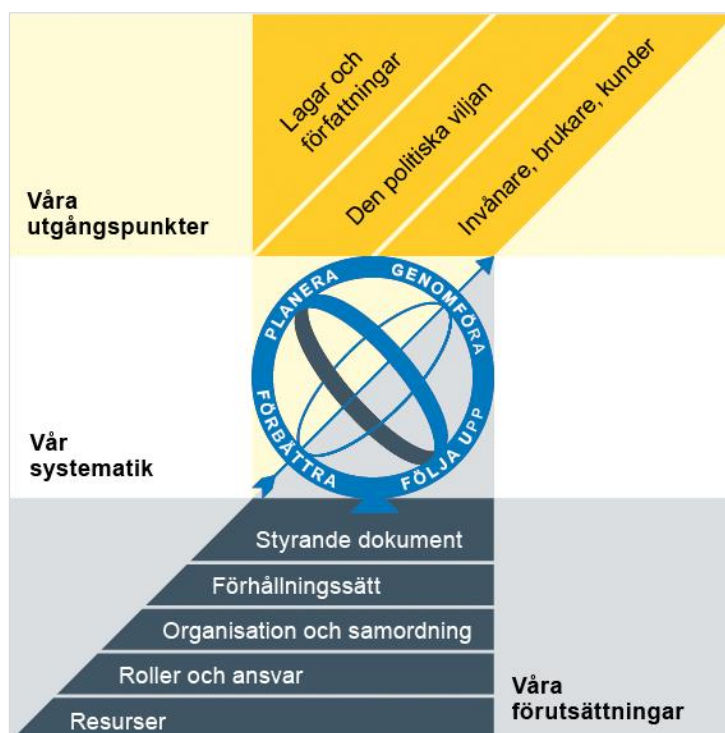 Lagar och
författningar
Den politiska viljan
Invånare, brukare, kunder
Våra
utgångspunkter
PLANERA
GENOMFÖRA
FÖLJA UPP
FÖRBÄTTRA
Vår
systematik
Styrande dokument
Förhållningssätt
Organisation och samordning
Roller och ansvar
Resurser
Våra
förutsättningar